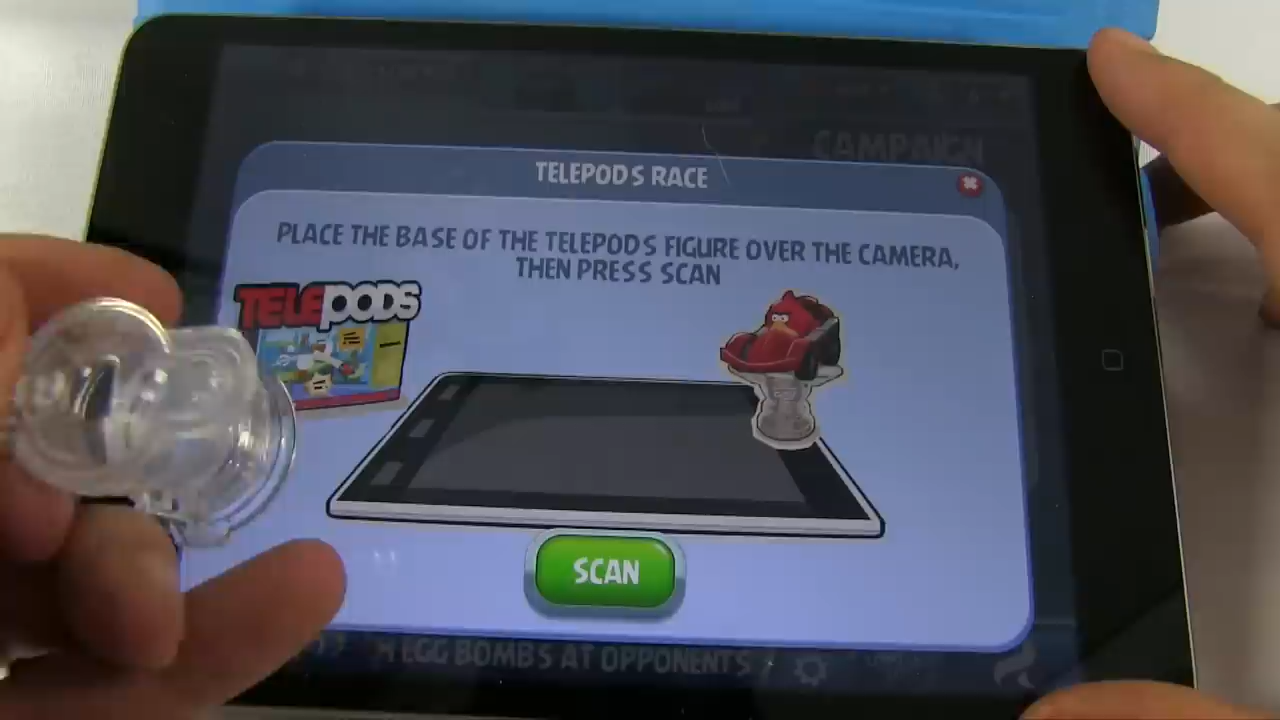 CAMPAIGN
TELEPODS RACE
PLACE THE BASE OF THE TELEPODS FIGURE OVER THE CAMERA,
THEN PRESS SCAN
TELEPODS
SCAN
EGG BOMBS AT OPPONENTS